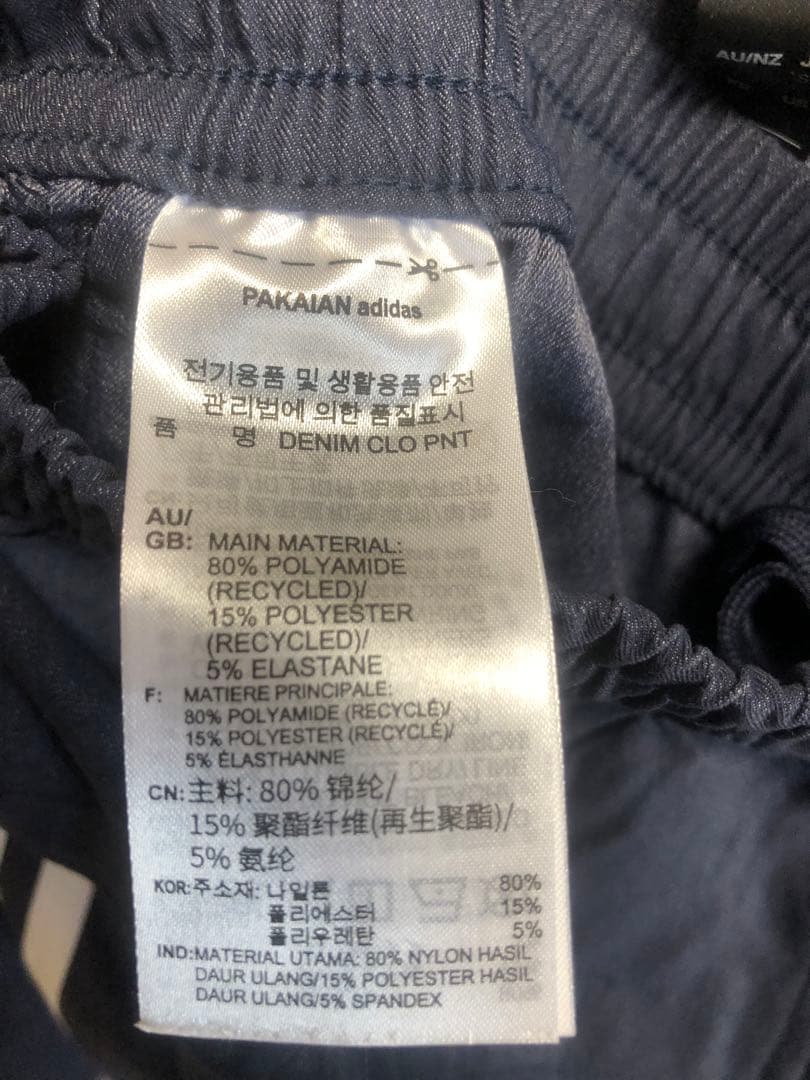 AU/NZ
PAKAIAN adidas
전기용품 및 생활용품 안전
관리법에 의한 품질표시
품 명 DENIM CLO PNT
AU/
GB: MAIN MATERIAL:
80% POLYAMIDE
(RECYCLED)/
15% POLYESTER
(RECYCLED)/
5% ELASTANE
F: MATIERE PRINCIPALE:
80% POLYAMIDE (RECYCLÉ)/
15% POLYESTER (RECYCLÉ)/
5% ÉLASTHANNE
CN:主料: 80% 锦纶/
15% 聚酯纤维(再生聚酯)/
5% 氨纶
KOR:주소재: 나일론 80%
폴리에스터 15%
폴리우레탄 5%
IND:MATERIAL UTAMA: 80% NYLON HASIL
DAUR ULANG/15% POLYESTER HASIL
DAUR ULANG/5% SPANDEX